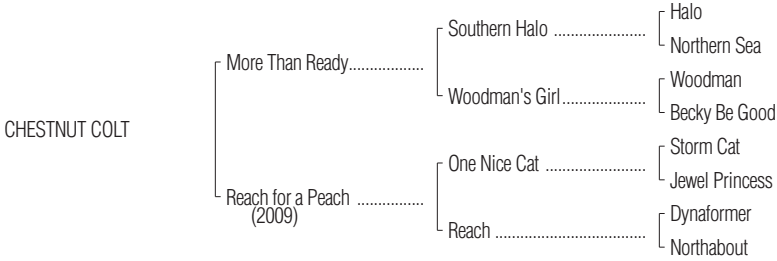 Halo
Southern Halo ......................
Northern Sea
More Than Ready..................
Woodman
Woodman's Girl....................
Becky Be Good
CHESTNUT COLT
Storm Cat
One Nice Cat ........................
Jewel Princess
Reach for a Peach ................
(2009)
Dynaformer
Reach ....................................
Northabout